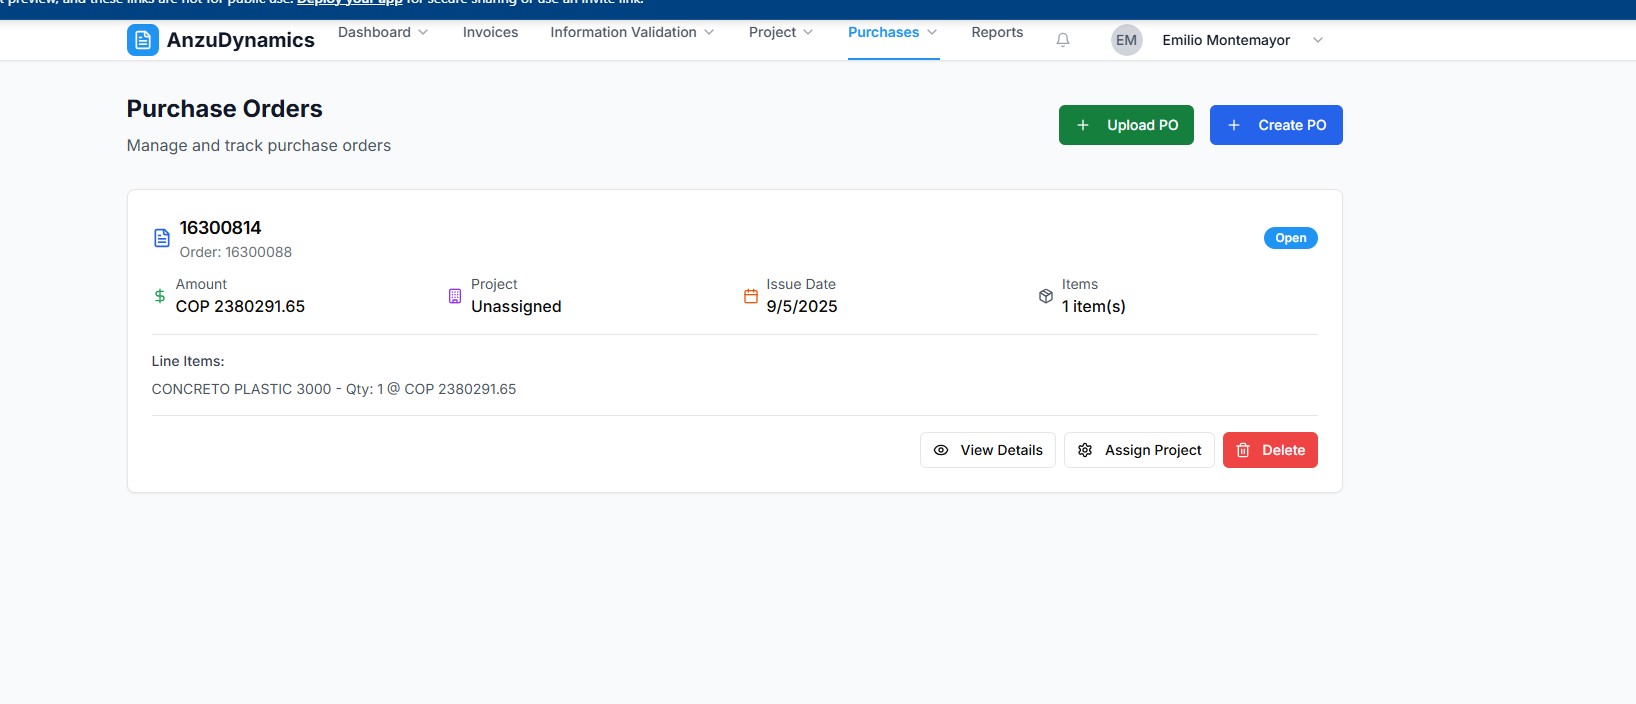 preview, and these links are not for public use. Deploy your app for secure sharing or use an invite link.
AnzuDynamics
Dashboard
Invoices
Information Validation
Project
Purchases
Reports
EM
Emilio Montemayor
Purchase Orders
Manage and track purchase orders
Upload PO
Create PO
16300814
Order: 16300088
Open
Amount
COP 2380291.65
Project
Unassigned
Issue Date
9/5/2025
Items
1 item(s)
Line Items:
CONCRETO PLASTIC 3000 - Qty: 1 @ COP 2380291.65
View Details
Assign Project
Delete